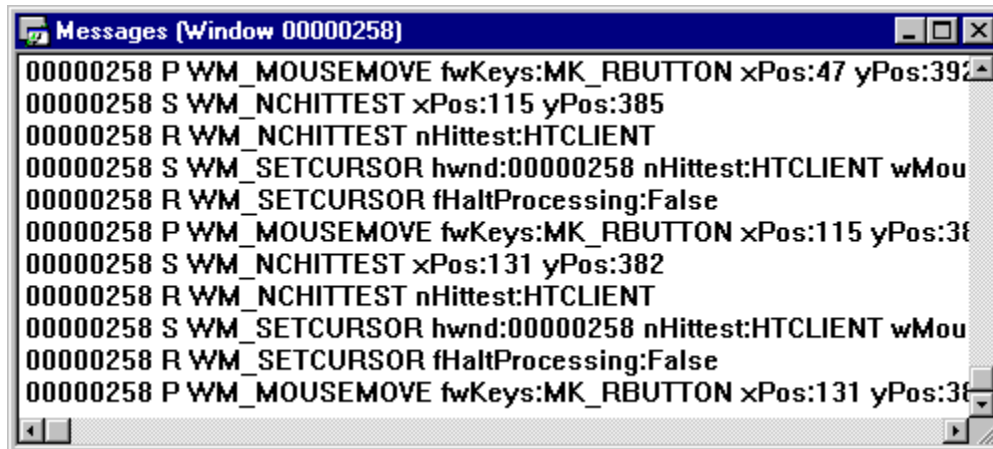 Messages (Window 00000258)
00000258 P WM_MOUSEMOVE fwKeys:MK_RBUTTON xPos:47 yPos:392
00000258 S WM_NCHITTEST xPos:115 yPos:385
00000258 R WM_NCHITTEST nHittest:HTCLIENT
00000258 S WM_SETCURSOR hwnd:00000258 nHittest:HTCLIENT wMou
00000258 R WM_SETCURSOR fHaltProcessing:False
00000258 P WM_MOUSEMOVE fwKeys:MK_RBUTTON xPos:115 yPos:38
00000258 S WM_NCHITTEST xPos:131 yPos:382
00000258 R WM_NCHITTEST nHittest:HTCLIENT
00000258 S WM_SETCURSOR hwnd:00000258 nHittest:HTCLIENT wMou
00000258 R WM_SETCURSOR fHaltProcessing:False
00000258 P WM_MOUSEMOVE fwKeys:MK_RBUTTON xPos:131 yPos:38